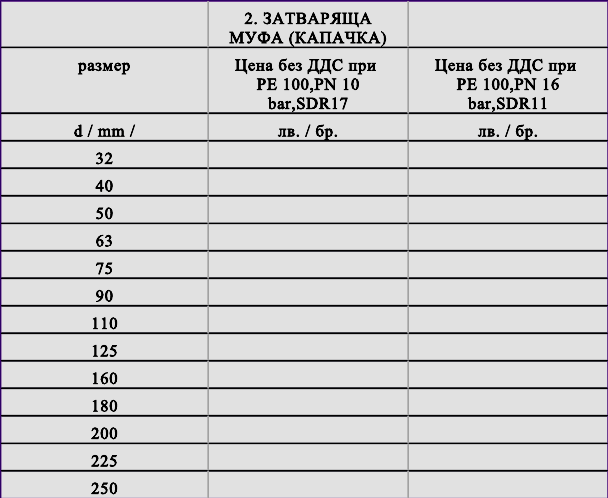 2. ЗАТВАРЯЩА
МУФА (КАПАЧКА)
размер
Цена без ДДС при
PE 100,PN 10
bar,SDR17
Цена без ДДС при
PE 100,PN 16
bar,SDR11
d / mm /
лв. / бр.
лв. / бр.
32
40
50
63
75
90
110
125
160
180
200
225
250